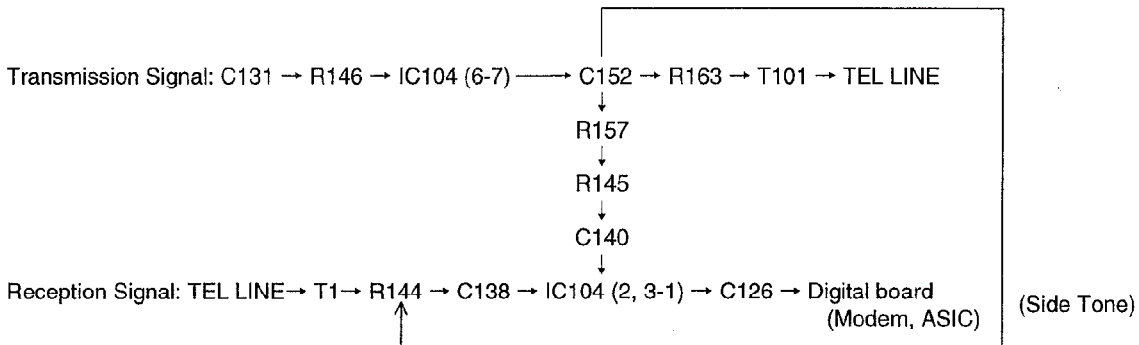 Transmission Signal: C131 → R146 → IC104 (6-7) → C152 → R163 → T101 → TEL LINE
R157
R145
C140
Reception Signal: TEL LINE → T1 → R144 → C138 → IC104 (2, 3-1) → C126 → Digital board
(Modem, ASIC)
(Side Tone)